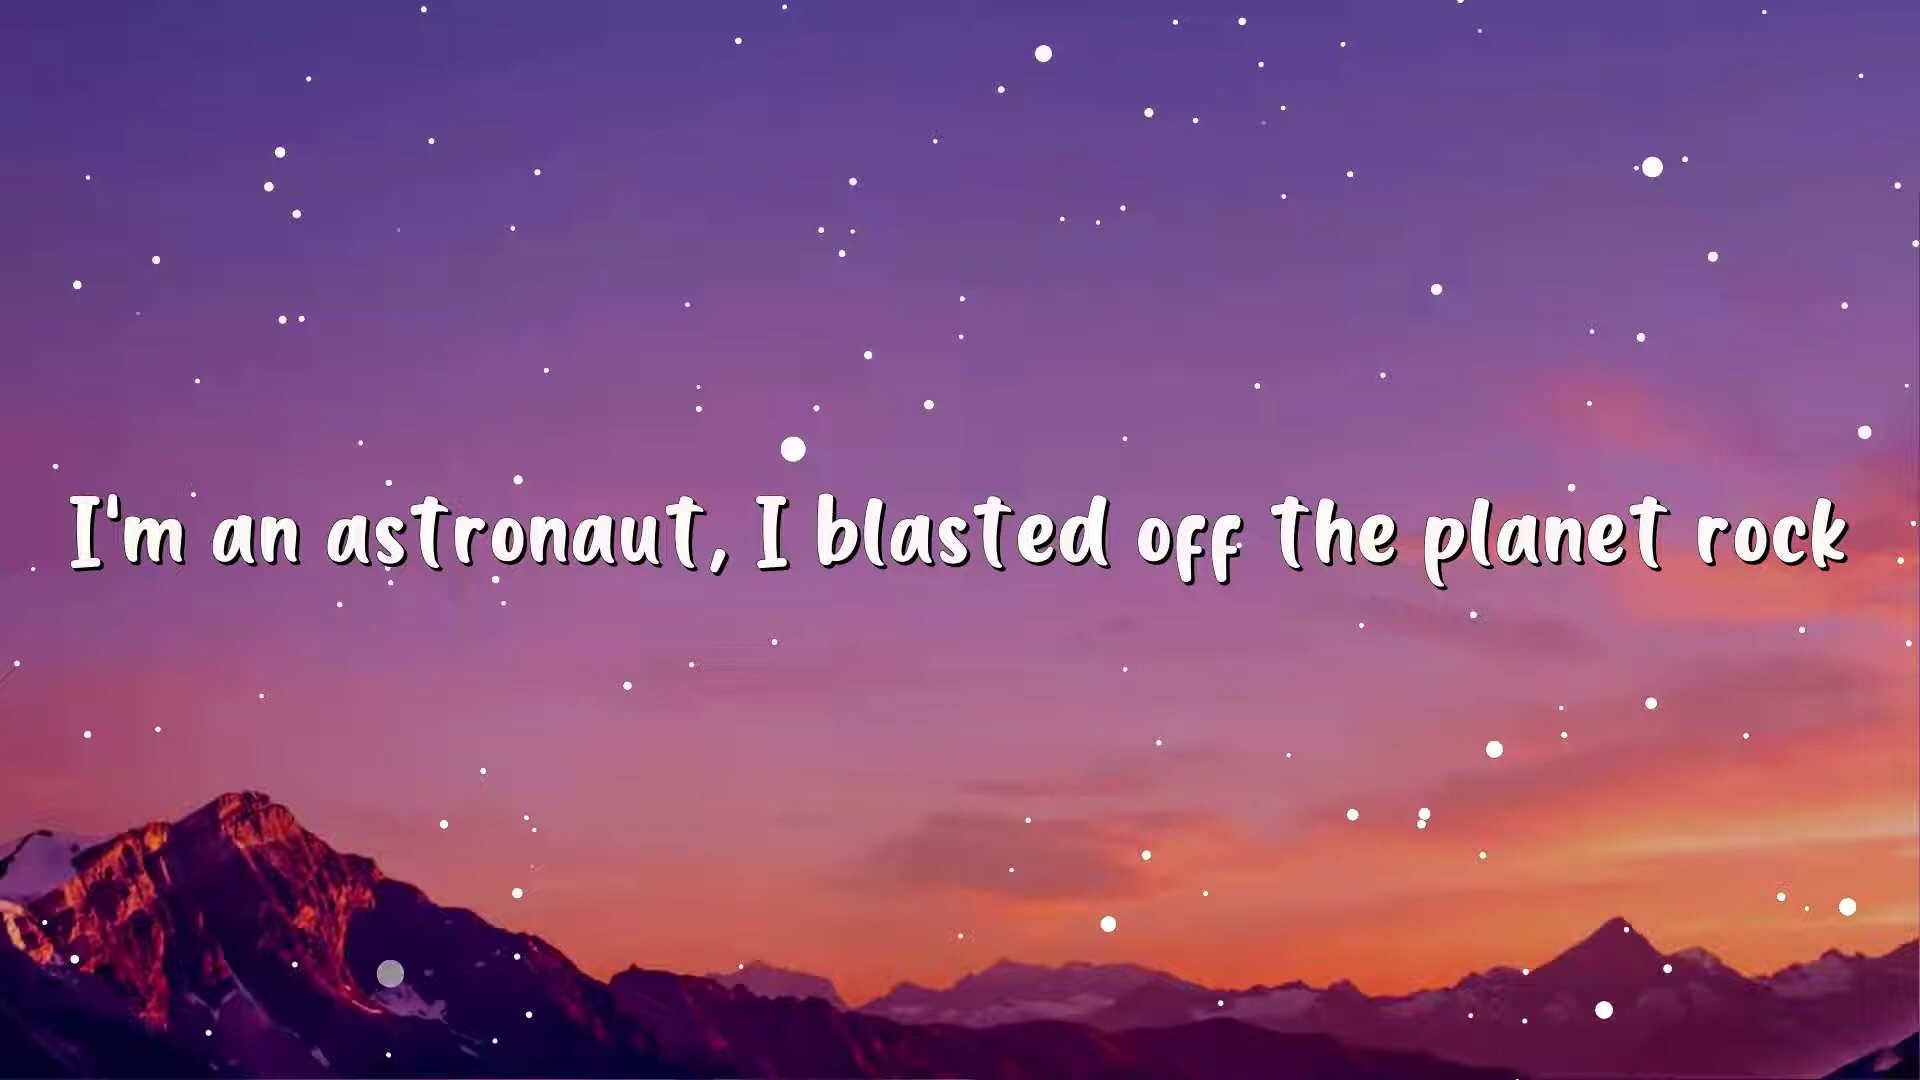 I'm an astronaut, I blasted off the planet rock